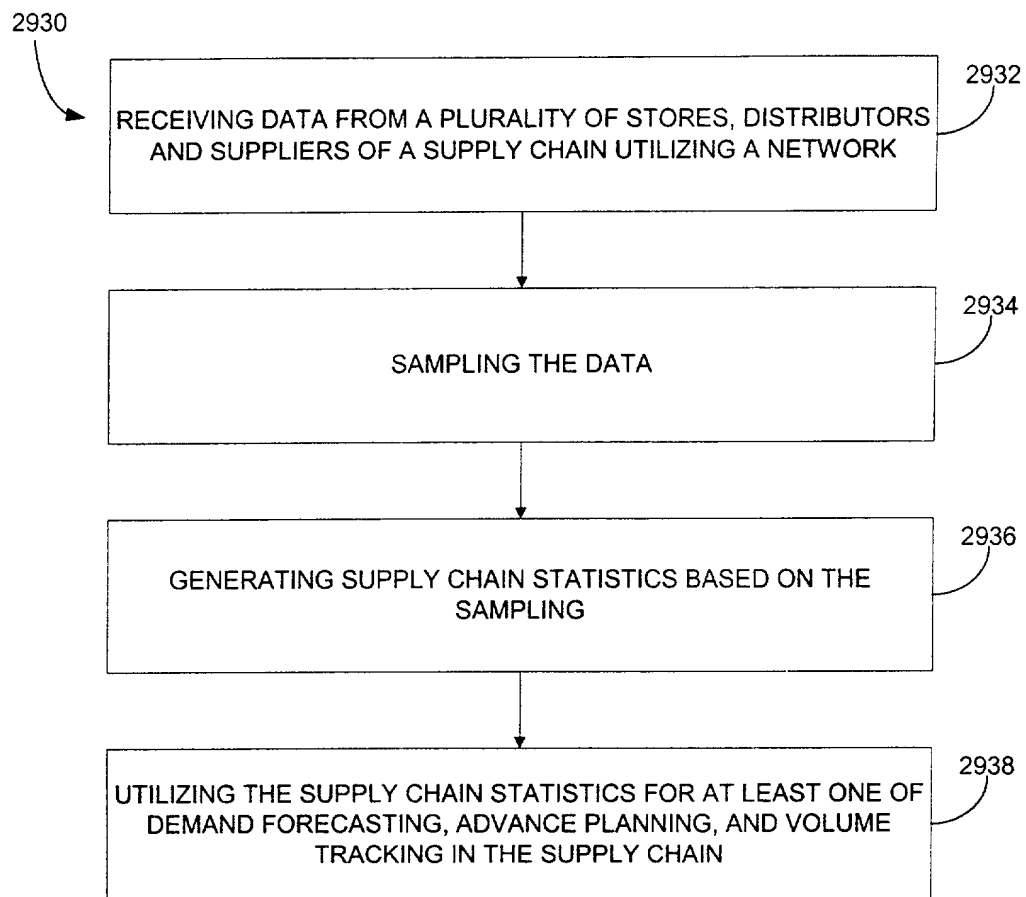 2930
2932
RECEIVING DATA FROM A PLURALITY OF STORES, DISTRIBUTORS
AND SUPPLIERS OF A SUPPLY CHAIN UTILIZING A NETWORK
2934
SAMPLING THE DATA
2936
GENERATING SUPPLY CHAIN STATISTICS BASED ON THE
SAMPLING
2938
UTILIZING THE SUPPLY CHAIN STATISTICS FOR AT LEAST ONE OF
DEMAND FORECASTING, ADVANCE PLANNING, AND VOLUME
TRACKING IN THE SUPPLY CHAIN